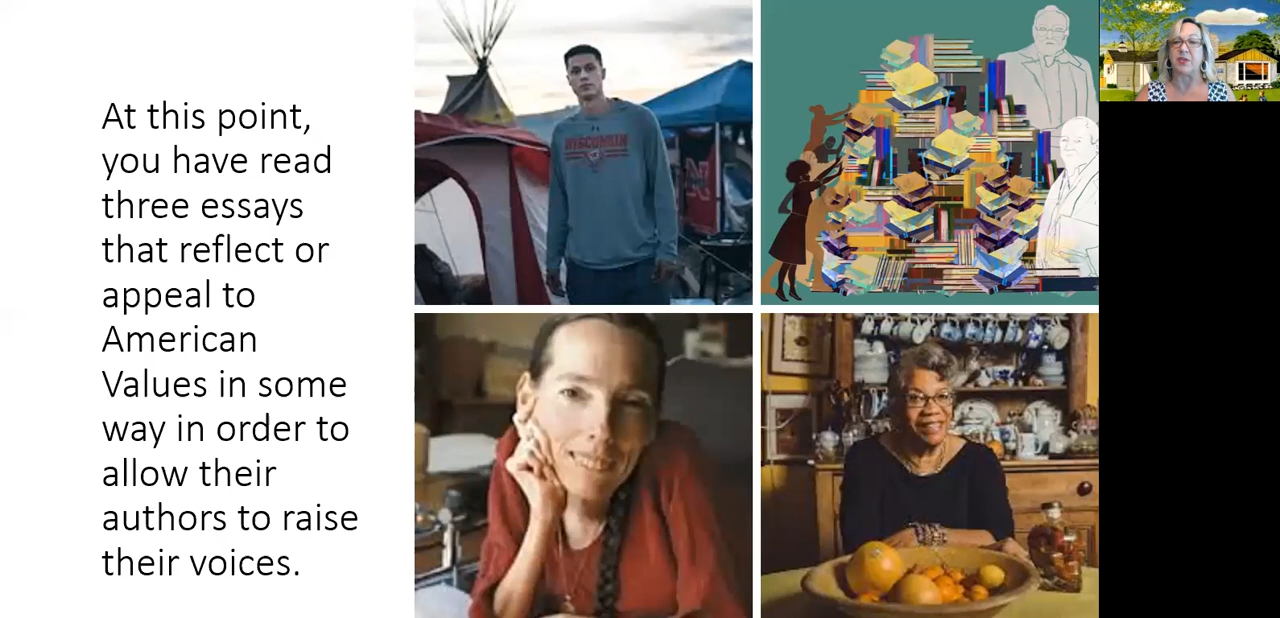 At this point,
you have read
three essays
that reflect or
appeal to
American
Values in some
way in order to
allow their
authors to raise
their voices.
WISCONSIN
N